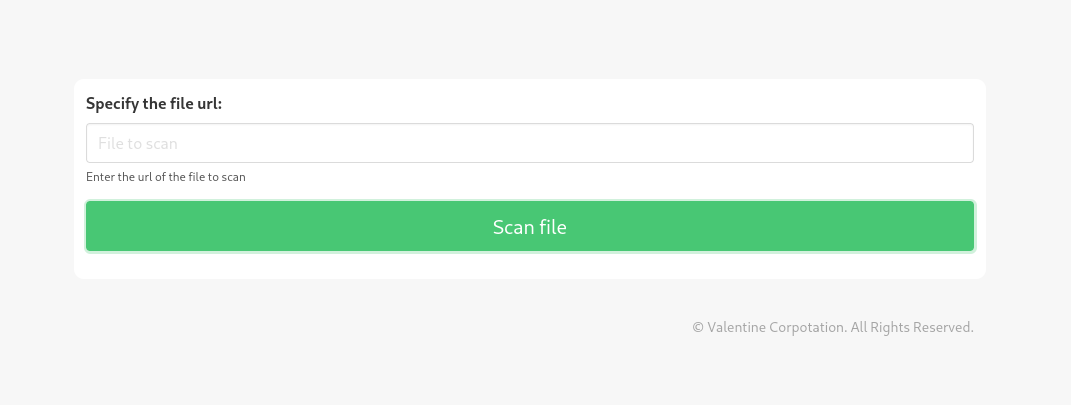 Specify the file url:
File to scan
Enter the url of the file to scan
Scan file
© Valentine Corpotation. All Rights Reserved.